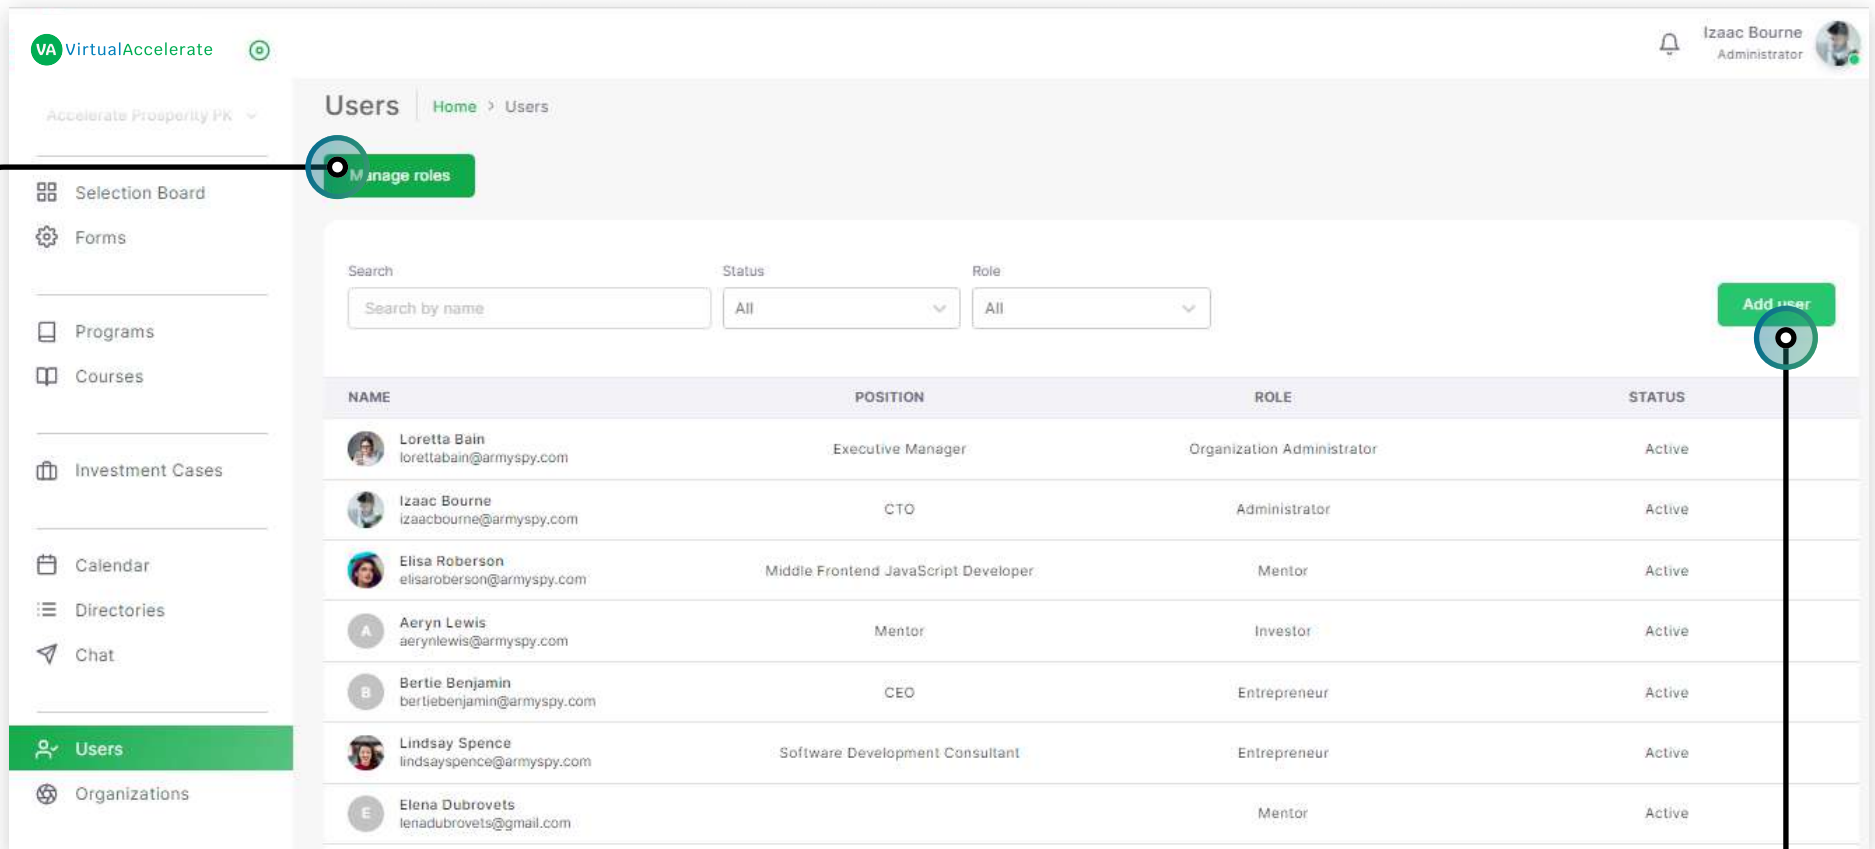 VA VirtualAccelerate
Izaac Bourne
Administrator
Accelerate Prosperity PK
Users Home > Users
Manage roles
Selection Board
Forms
Programs
Courses
Investment Cases
Calendar
Directories
Chat
Users
Organizations
Search Status Role
Search by name All All
Add user
NAME POSITION ROLE STATUS
Loretta Bain
lorettabain@armyspy.com
Executive Manager Organization Administrator Active
Izaac Bourne
izaacbourne@armyspy.com
CTO Administrator Active
Elisa Roberson
elisaroberson@armyspy.com
Middle Frontend JavaScript Developer Mentor Active
A
Aeryn Lewis
aerynlewis@armyspy.com
Mentor Investor Active
B
Bertie Benjamin
bertiebenjamin@armyspy.com
CEO Entrepreneur Active
Lindsay Spence
lindsayspence@armyspy.com
Software Development Consultant Entrepreneur Active
E
Elena Dubrovets
lenadubrovets@gmail.com
Mentor Active